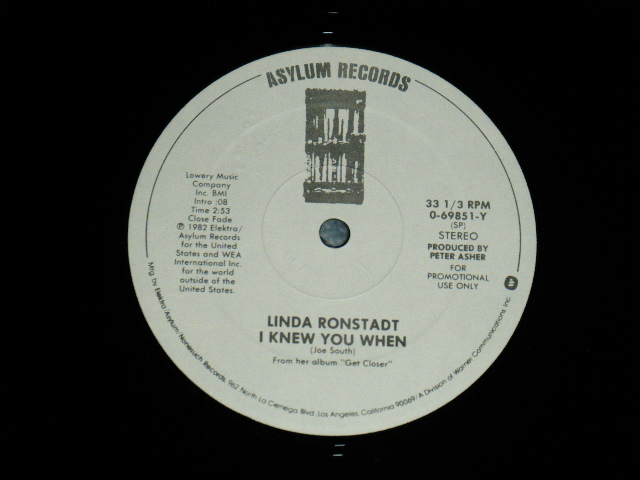 ASYLUM RECORDS
Lowery Music
Company
Inc. BMI
Intro :08
Time 2:53
Close Fade
℗ 1982 Elektra/
Asylum Records
for the United
States and WEA
International Inc.
for the world
outside of the
United States.
33 1/3 RPM
0-69851-Y
(SP)
STEREO
PRODUCED BY
PETER ASHER
FOR
PROMOTIONAL
USE ONLY
LINDA RONSTADT
I KNEW YOU WHEN
(Joe South)
From her album "Get Closer"
Mfg. by Elektra/Asylum/Nonesuch Records, 962 North La Cienega Blvd., Los Angeles, California 90069/A Division of Warner Communications Inc.